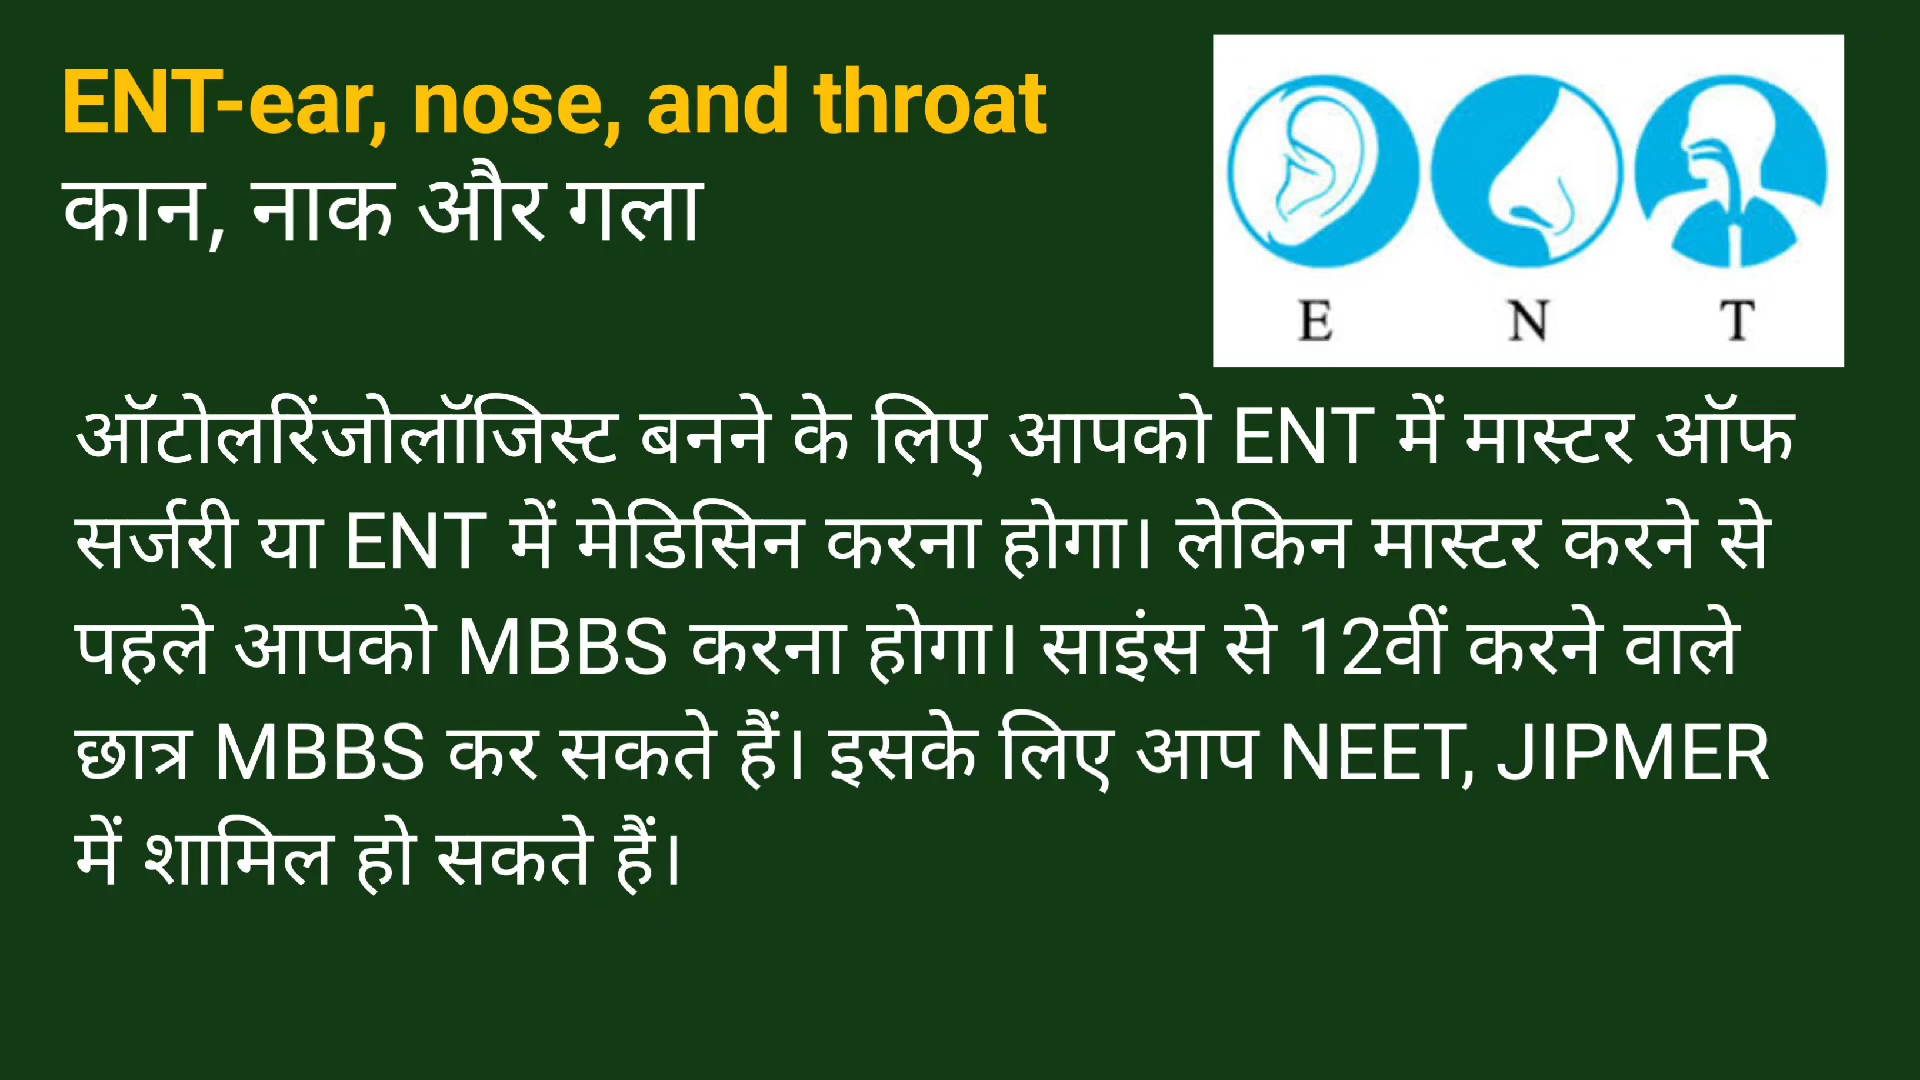 ENT-ear, nose, and throat
कान, नाक और गला
E N T
ऑटोलरिंजोलॉजिस्ट बनने के लिए आपको ENT में मास्टर ऑफ
सर्जरी या ENT में मेडिसिन करना होगा। लेकिन मास्टर करने से
पहले आपको MBBS करना होगा। साइंस से 12वीं करने वाले
छात्र MBBS कर सकते हैं। इसके लिए आप NEET, JIPMER
में शामिल हो सकते हैं।